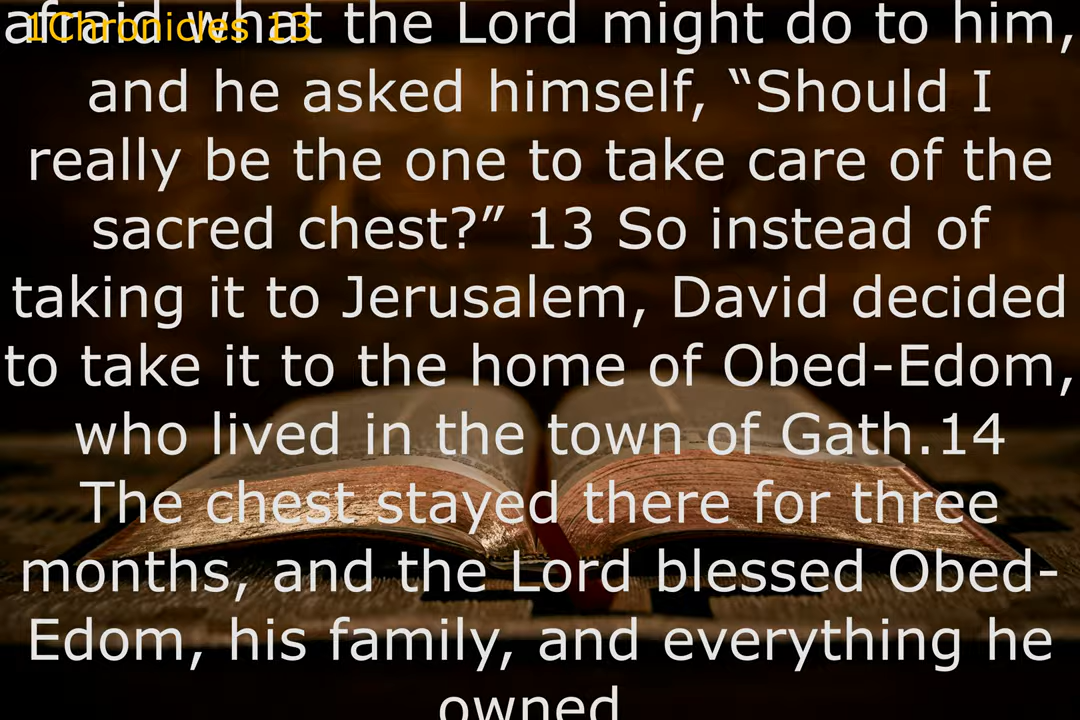 1Chronicles 13
afraid what the Lord might do to him,
and he asked himself, “Should I
really be the one to take care of the
sacred chest?” 13 So instead of
taking it to Jerusalem, David decided
to take it to the home of Obed-Edom,
who lived in the town of Gath.14
The chest stayed there for three
months, and the Lord blessed Obed-
Edom, his family, and everything he
owned